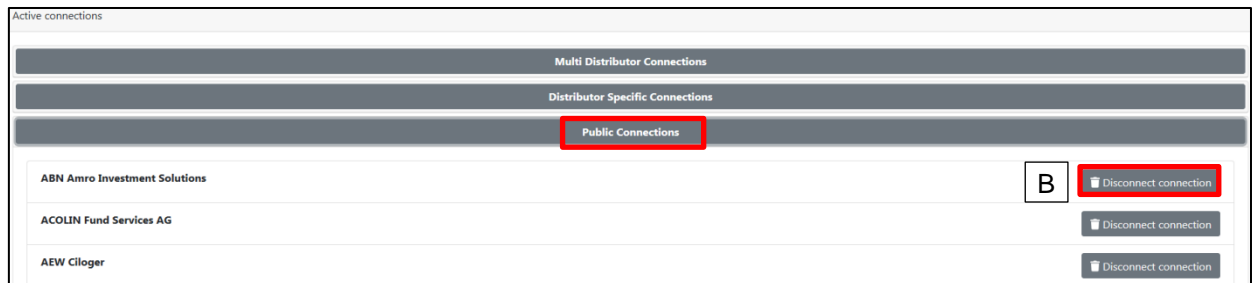 Active connections
Multi Distributor Connections
Distributor Specific Connections
Public Connections
ABN Amro Investment Solutions
B
Disconnect connection
ACOLIN Fund Services AG
Disconnect connection
AEW Ciloger
Disconnect connection